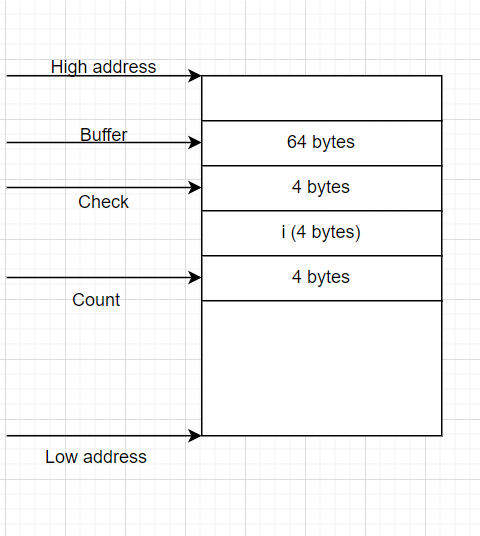 High address
Buffer
64 bytes
4 bytes
Check
i (4 bytes)
4 bytes
Count
Low address